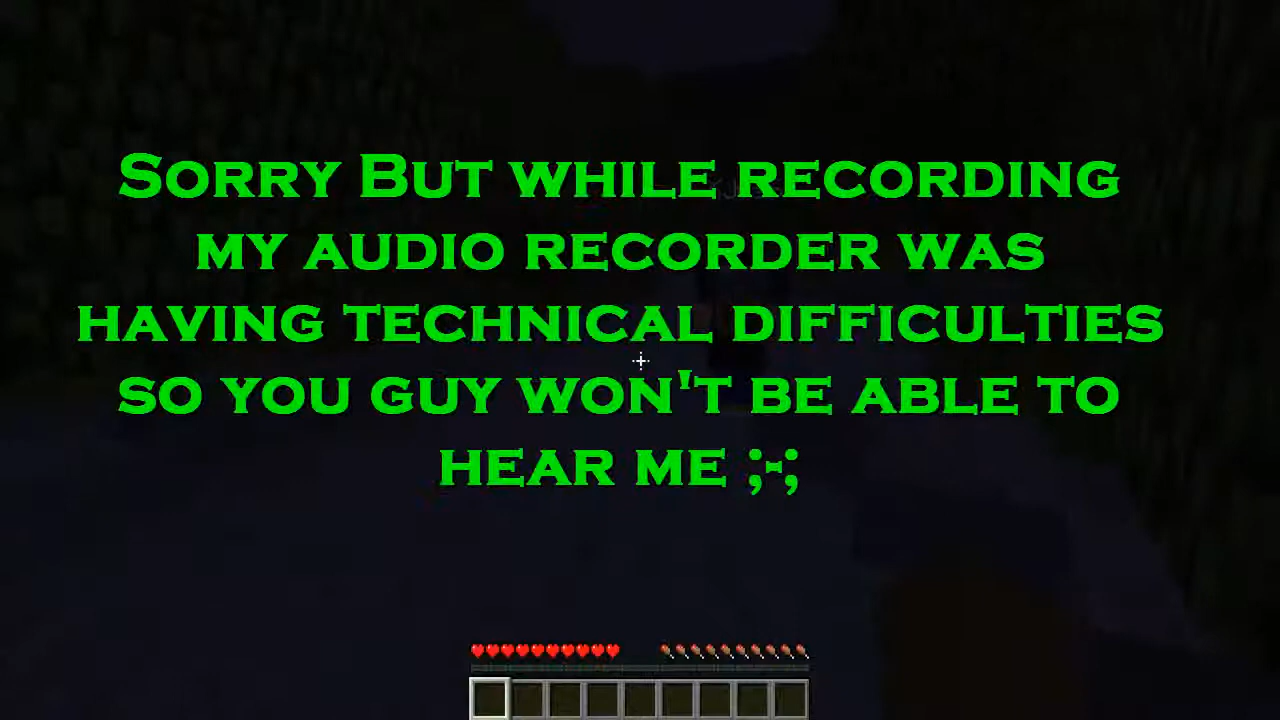 Sorry But while recording
my audio recorder was
having technical difficulties
so you guy won't be able to
hear me ;-;